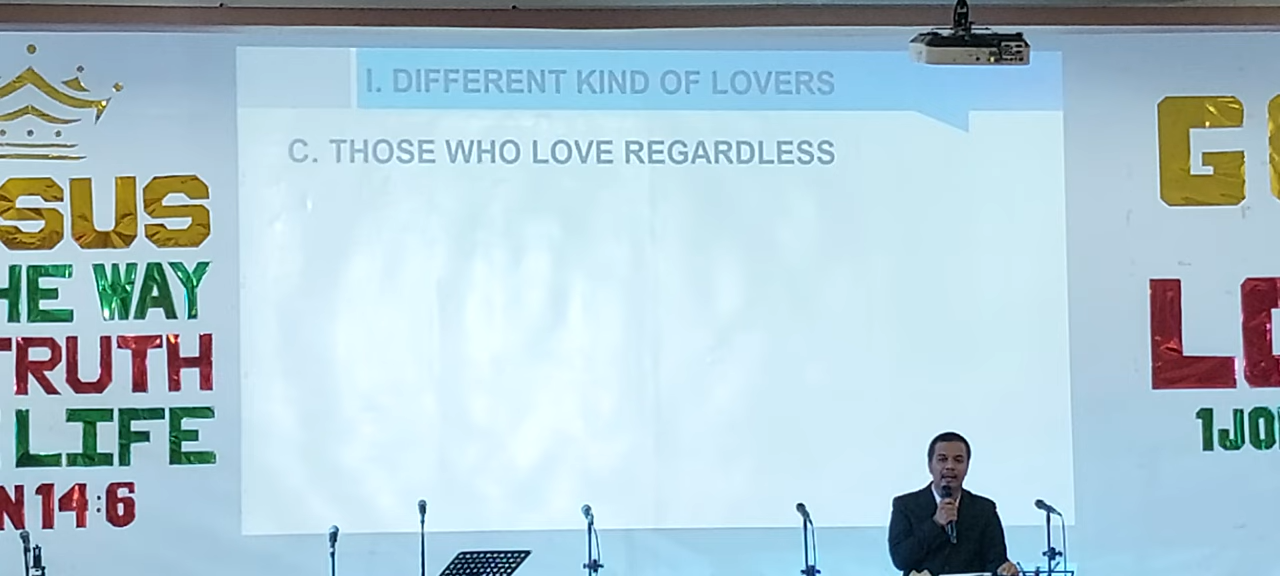 I. DIFFERENT KIND OF LOVERS
C. THOSE WHO LOVE REGARDLESS
SUS
HE WAY
TRUTH
LIFE
N 14:6
G
L
1JO